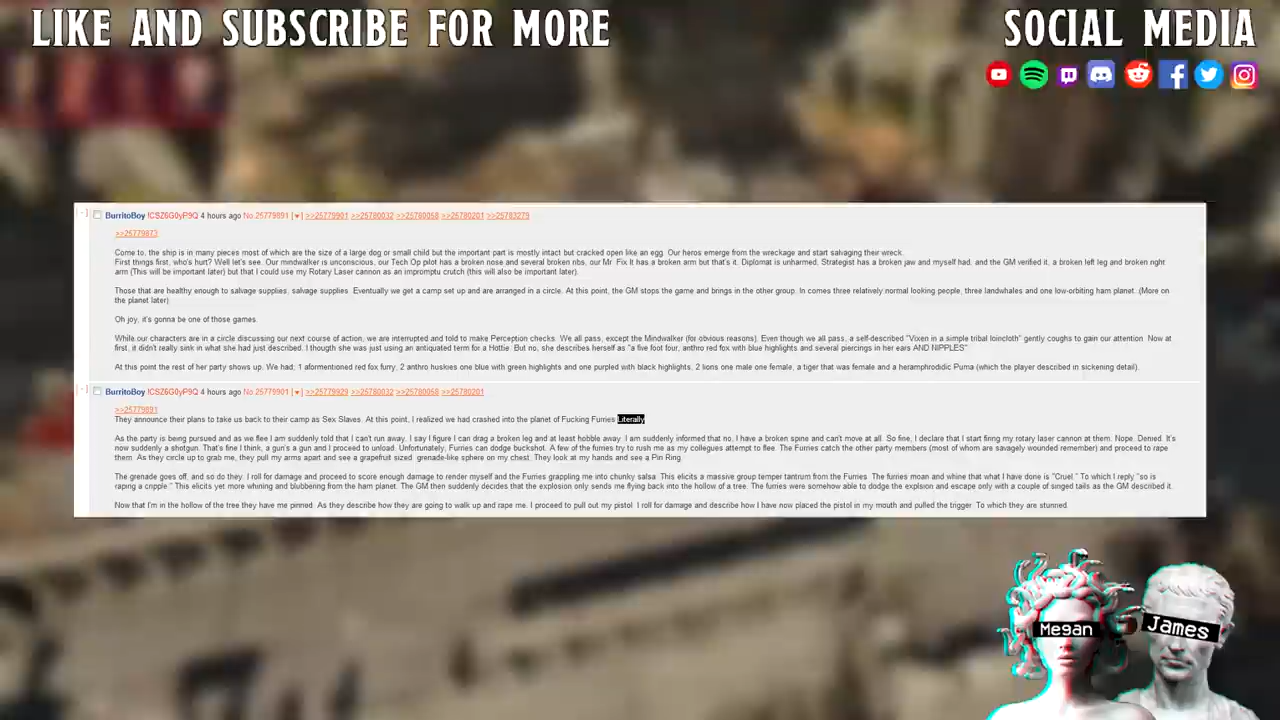 LIKE AND SUBSCRIBE FOR MORE
SOCIAL MEDIA
[-] BurritoBoy !CSZ6G0yP9Q 4 hours ago No.25779891 [▼] >>25779901 >>25780032 >>25780058 >>25780201 >>25783279
>>25779873
Come to, the ship is in many pieces most of which are the size of a large dog or small child but the important part is mostly intact but cracked open like an egg. Our heros emerge from the wreckage and start salvaging their wreck.
First things first, who's hurt? Well let's see. Our mindwalker is unconscious, our Tech Op pilot has a broken nose and several broken ribs, our Mr. Fix It has a broken arm but that's it. Diplomat is unharmed, Strategist has a broken jaw and myself had, and the GM verified it, a broken left leg and broken right
arm (This will be important later) but that I could use my Rotary Laser cannon as an impromptu crutch (this will also be important later).
Those that are healthy enough to salvage supplies, salvage supplies. Eventually we get a camp set up and are arranged in a circle. At this point, the GM stops the game and brings in the other group. In comes three relatively normal looking people, three landwhales and one low-orbiting ham planet. (More on
the planet later)
Oh joy, it's gonna be one of those games.
While our characters are in a circle discussing our next course of action, we are interrupted and told to make Perception checks. We all pass, except the Mindwalker (for obvious reasons). Even though we all pass, a self-described "Vixen in a simple tribal loincloth" gently coughs to gain our attention. Now at
first, it didn't really sink in what she had just described. I though she was just using an antiquated term for a Hottie. But no, she describes herself as "a five foot four, anthro red fox with blue highlights and several piercings in her ears AND NIPPLES"
At this point the rest of her party shows up. We had; 1 aformentioned red fox furry, 2 anthro huskies one blue with green highlights and one purpled with black highlights, 2 lions one male one female, a tiger that was female and a heramphrodidic Puma (which the player described in sickening detail).
[-] BurritoBoy !CSZ6G0yP9Q 4 hours ago No.25779915 [▼] >>25779929 >>25780032 >>25780058 >>25780201
>>25779891
They announce their plans to take us back to their camp as Sex Slaves. At this point, I realized we had crashed into the planet of Fucking Furries Literally
As the party is being pursued and as we flee I am suddenly told that I can't run away. I say I figure I can drag a broken leg and at least hobble away. I am suddenly informed that no, I have a broken spine and can't move at all. So fine, I declare that I start firing my rotary laser cannon at them. Nope. Denied. It's
now suddenly a shotgun. That's fine I think, a gun's a gun and I proceed to unload. Unfortunately, Furries can dodge buckshot. A few of the furries try to rush me as my collegues attempt to flee. The Furries catch the other party members (most of whom are savagely wounded remember) and proceed to rape
them. As they circle up to grab me, they pull my arms apart and see a grapefruit sized grenade-like sphere on my chest. They look at my hands and see a Pin Ring.
The grenade goes off, and so do they. I roll for damage and proceed to score enough damage to render myself and the Furries grappling me into chunky salsa. This elicits a massive group temper tantrum from the Furries. The furries moan and whine that what I have done is "Cruel." To which I reply "so is
raping a cripple." This elicits yet more whining and blubbering from the ham planet. The GM then suddenly decides that the explosion only sends me flying back into the hollow of a tree. The furries were somehow able to dodge the explson and escape only with a couple of singed tails as the GM described it.
Now that I'm in the hollow of the tree they have me pinned. As they describe how they are going to walk up and rape me. I proceed to pull out my pistol. I roll for damage and describe how I have now placed the pistol in my mouth and pulled the trigger. To which they are stunned.
Megan
James